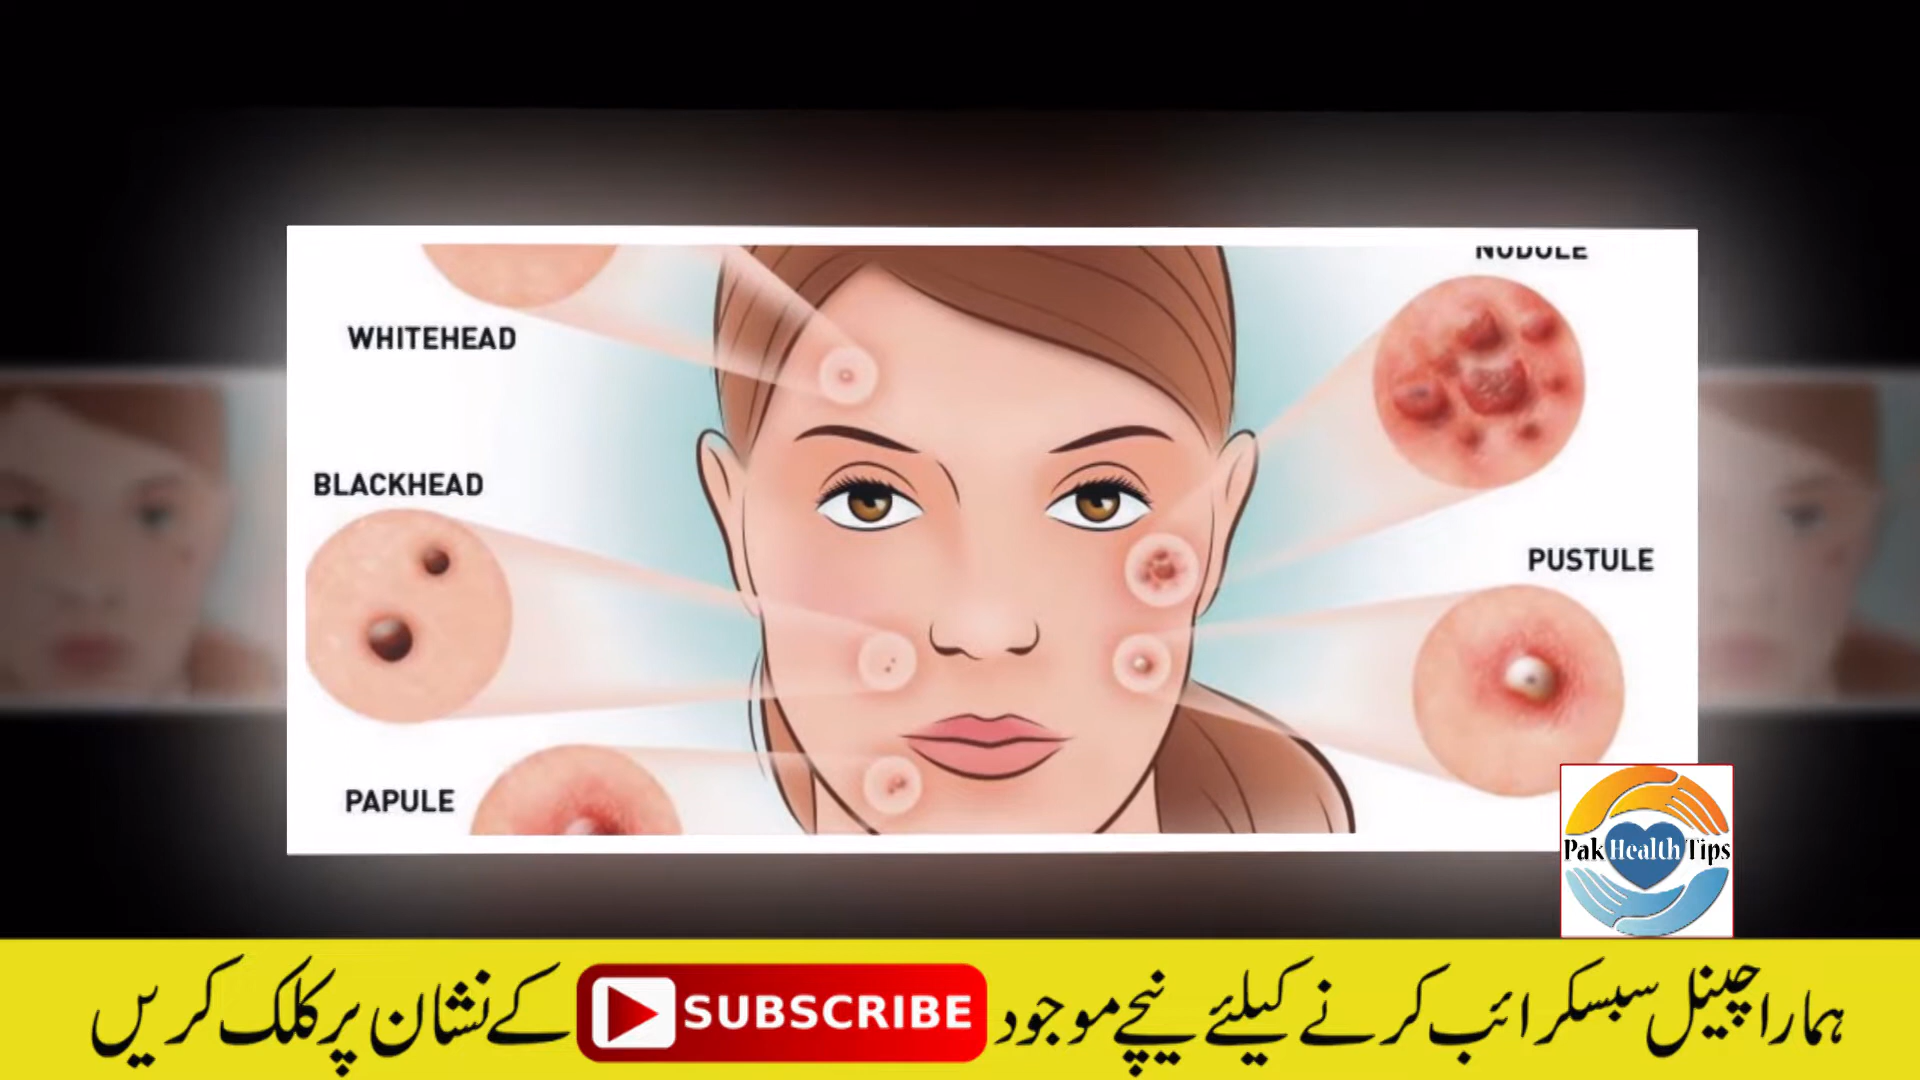 NODULE
WHITEHEAD
BLACKHEAD
PUSTULE
PAPULE
Pak Health Tips
ہمارا چینل سبسکرائب کرنے کیلئے نیچے موجود SUBSCRIBE کے نشان پر کلک کریں